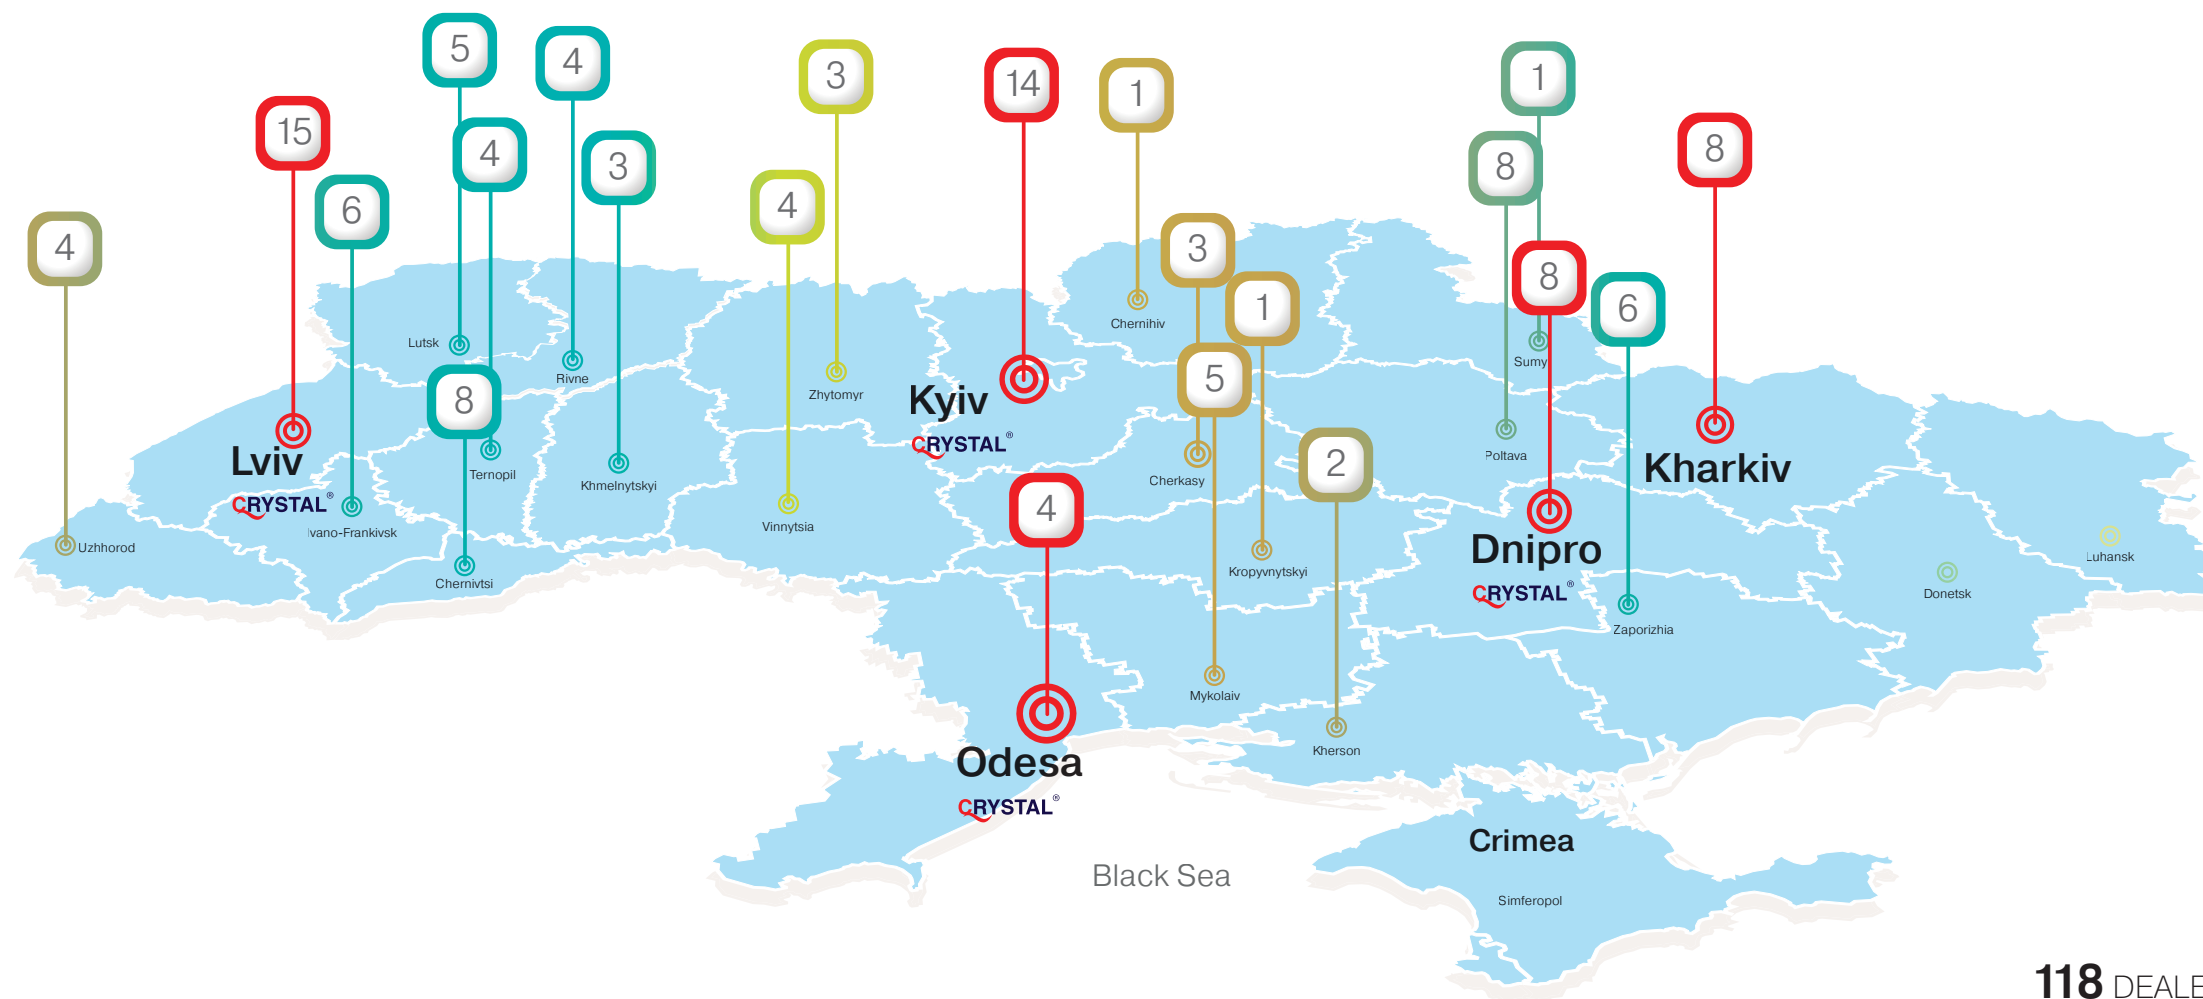 5
4
3
14
1
1
15
4
3
8
8
6
4
4
3
4
1
8
6
2
5
8
4
Lutsk
Rivne
Zhytomyr
Chernihiv
Sumy
Kyiv
CRYSTAL®
Lviv
CRYSTAL®
Ternopil
Khmelnytskyi
Cherkasy
Poltava
Kharkiv
Ivano-Frankivsk
Vinnytsia
Uzhhorod
Chernivtsi
Kropyvnytskyi
Dnipro
CRYSTAL®
Luhansk
Donetsk
Zaporizhia
Mykolaiv
Kherson
Odesa
CRYSTAL®
Crimea
Black Sea
Simferopol
118 DEALE